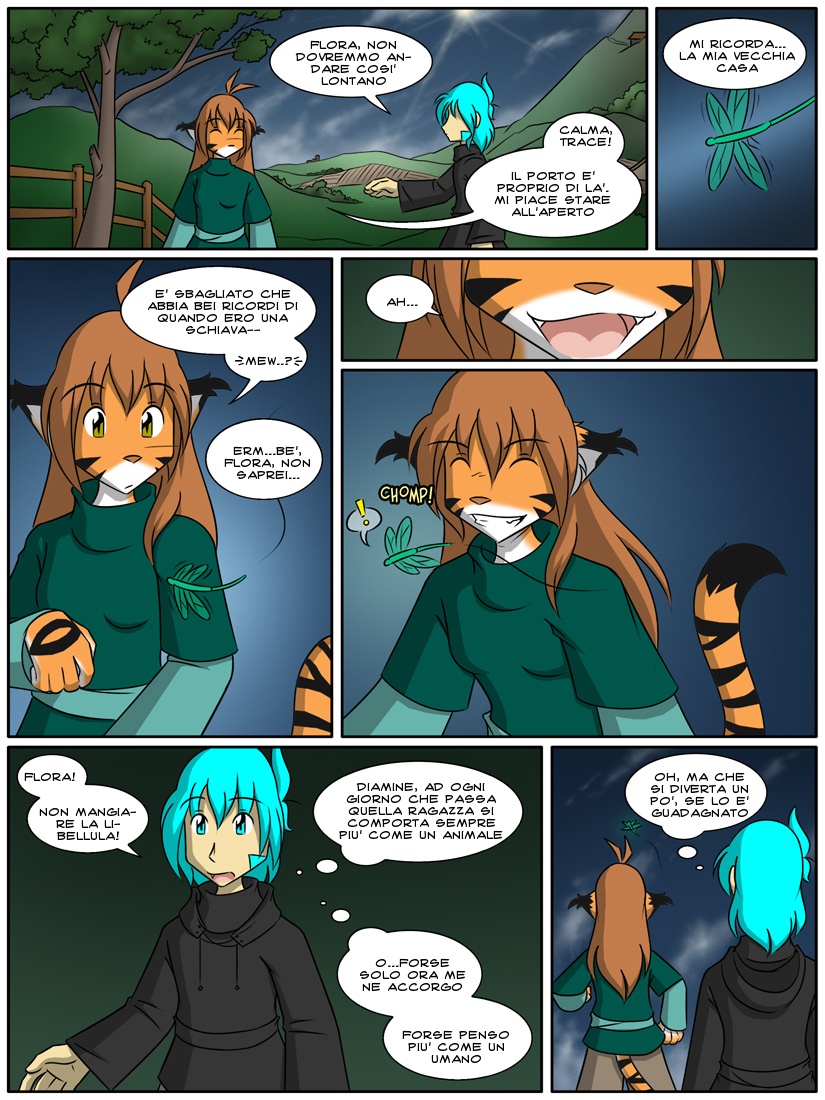 FLORA, NON
DOVREMMO AN-
DARE COSI'
LONTANO
CALMA,
TRACE!
IL PORTO E'
PROPRIO DI LA'.
MI PIACE STARE
ALL'APERTO
MI RICORDA...
LA MIA VECCHIA
CASA
E' SBAGLIATO CHE
ABBIA BEI RICORDI DI
QUANDO ERO UNA
SCHIAVA--
MEW..?
ERM...BE',
FLORA, NON
SAPREI...
AH...
CHOMP!
!
FLORA!
NON MANGIA-
RE LA LI-
BELLULA!
DIAMINE, AD OGNI
GIORNO CHE PASSA
QUELLA RAGAZZA SI
COMPORTA SEMPRE
PIU' COME UN ANIMALE
O...FORSE
SOLO ORA ME
NE ACCORGO
FORSE PENSO
PIU' COME UN
UMANO
OH, MA CHE
SI DIVERTA UN
PO', SE LO E'
GUADAGNATO